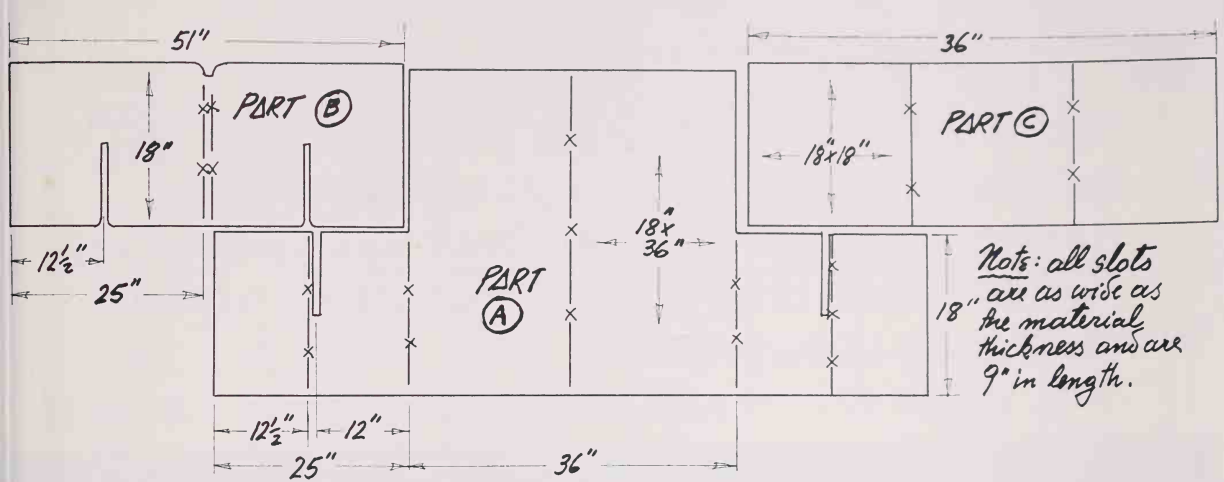 51"
36"
PART B
18"
18"x18"
PART C
12½"
25"
18"x
36"
PART
A
18"
Note: all slots
are as wide as
the material
thickness and are
9" in length.
12½"
12"
25"
36"